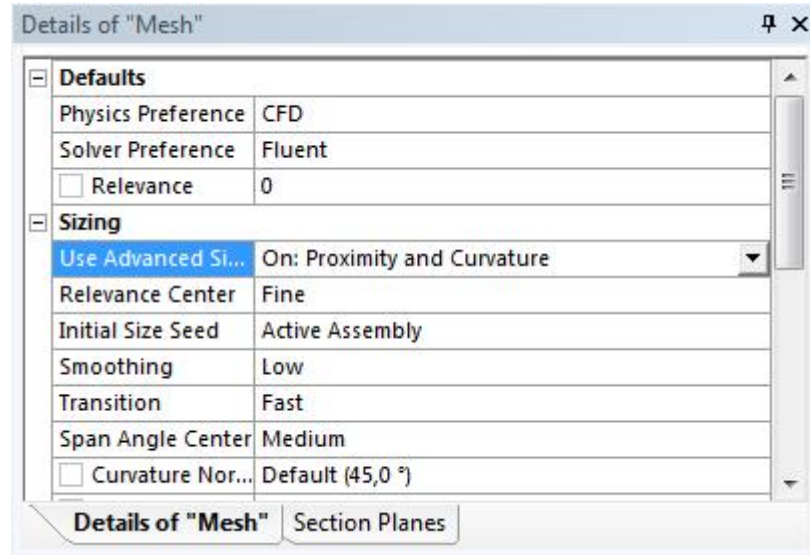 Details of "Mesh"
Defaults
Physics Preference CFD
Solver Preference Fluent
Relevance 0
Sizing
Use Advanced Si... On: Proximity and Curvature
Relevance Center Fine
Initial Size Seed Active Assembly
Smoothing Low
Transition Fast
Span Angle Center Medium
Curvature Nor... Default (45,0 °)
Details of "Mesh" Section Planes